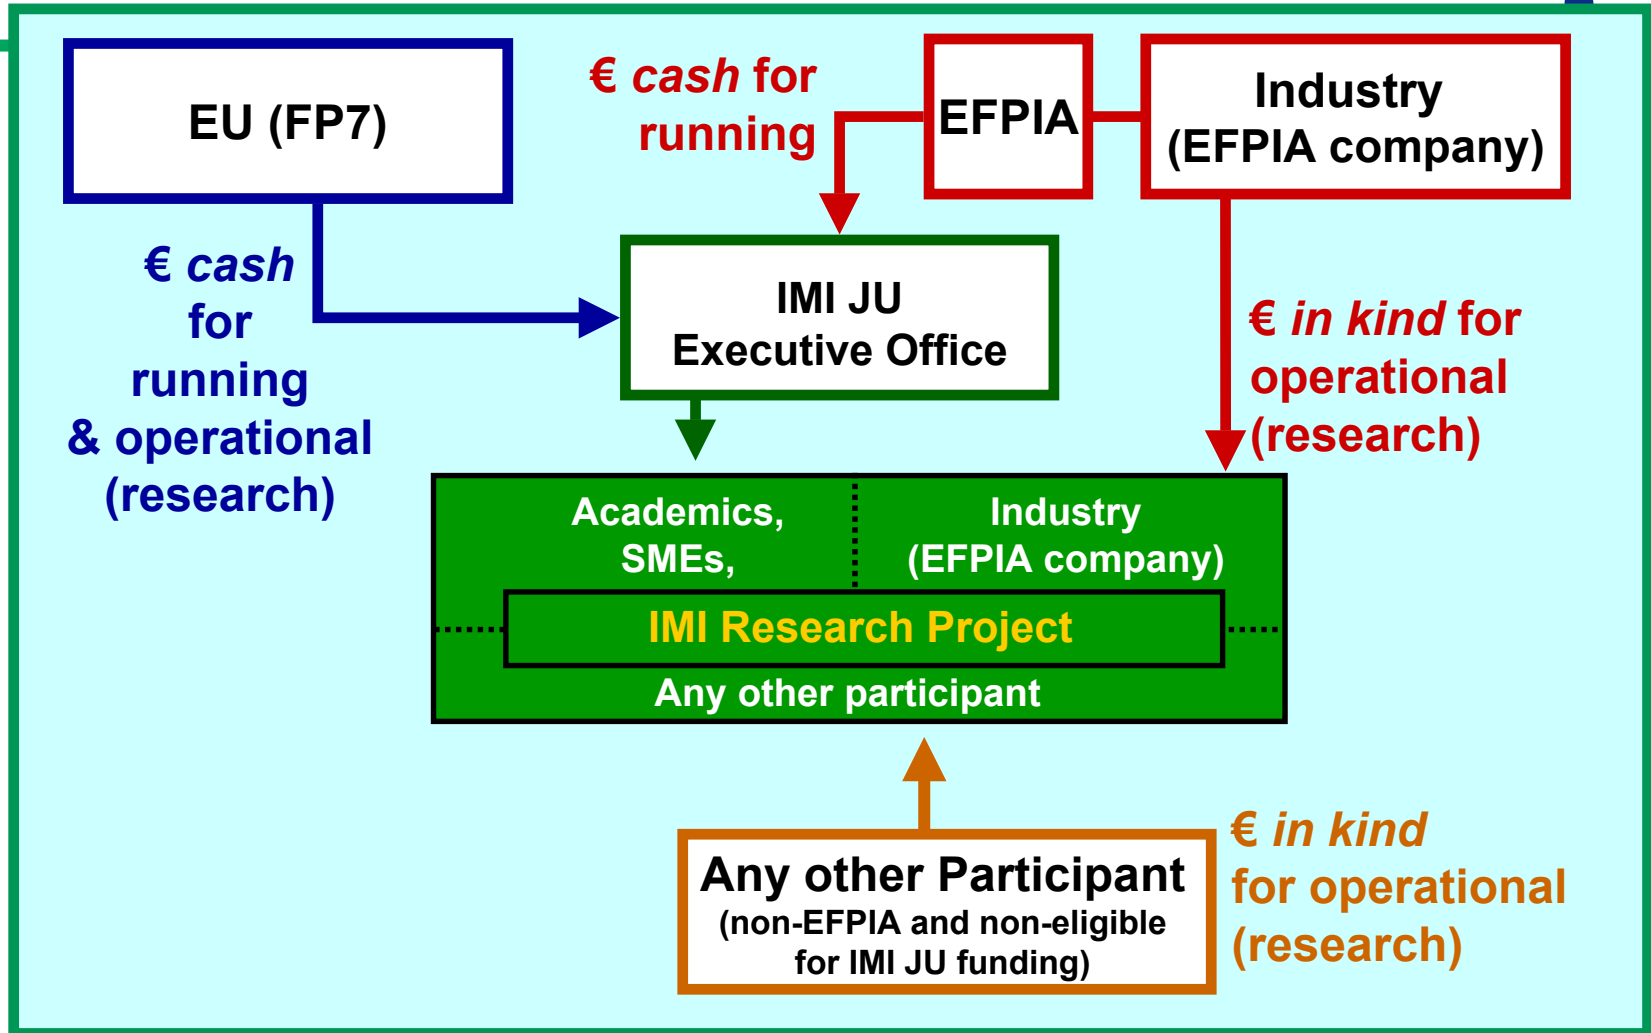 EU (FP7)
€ cash for
running
EFPIA
Industry
(EFPIA company)
€ cash
for
running
& operational
(research)
IMI JU
Executive Office
€ in kind for
operational
(research)
Academics,
SMEs,
Industry
(EFPIA company)
IMI Research Project
Any other participant
Any other Participant
(non-EFPIA and non-eligible
for IMI JU funding)
€ in kind
for operational
(research)